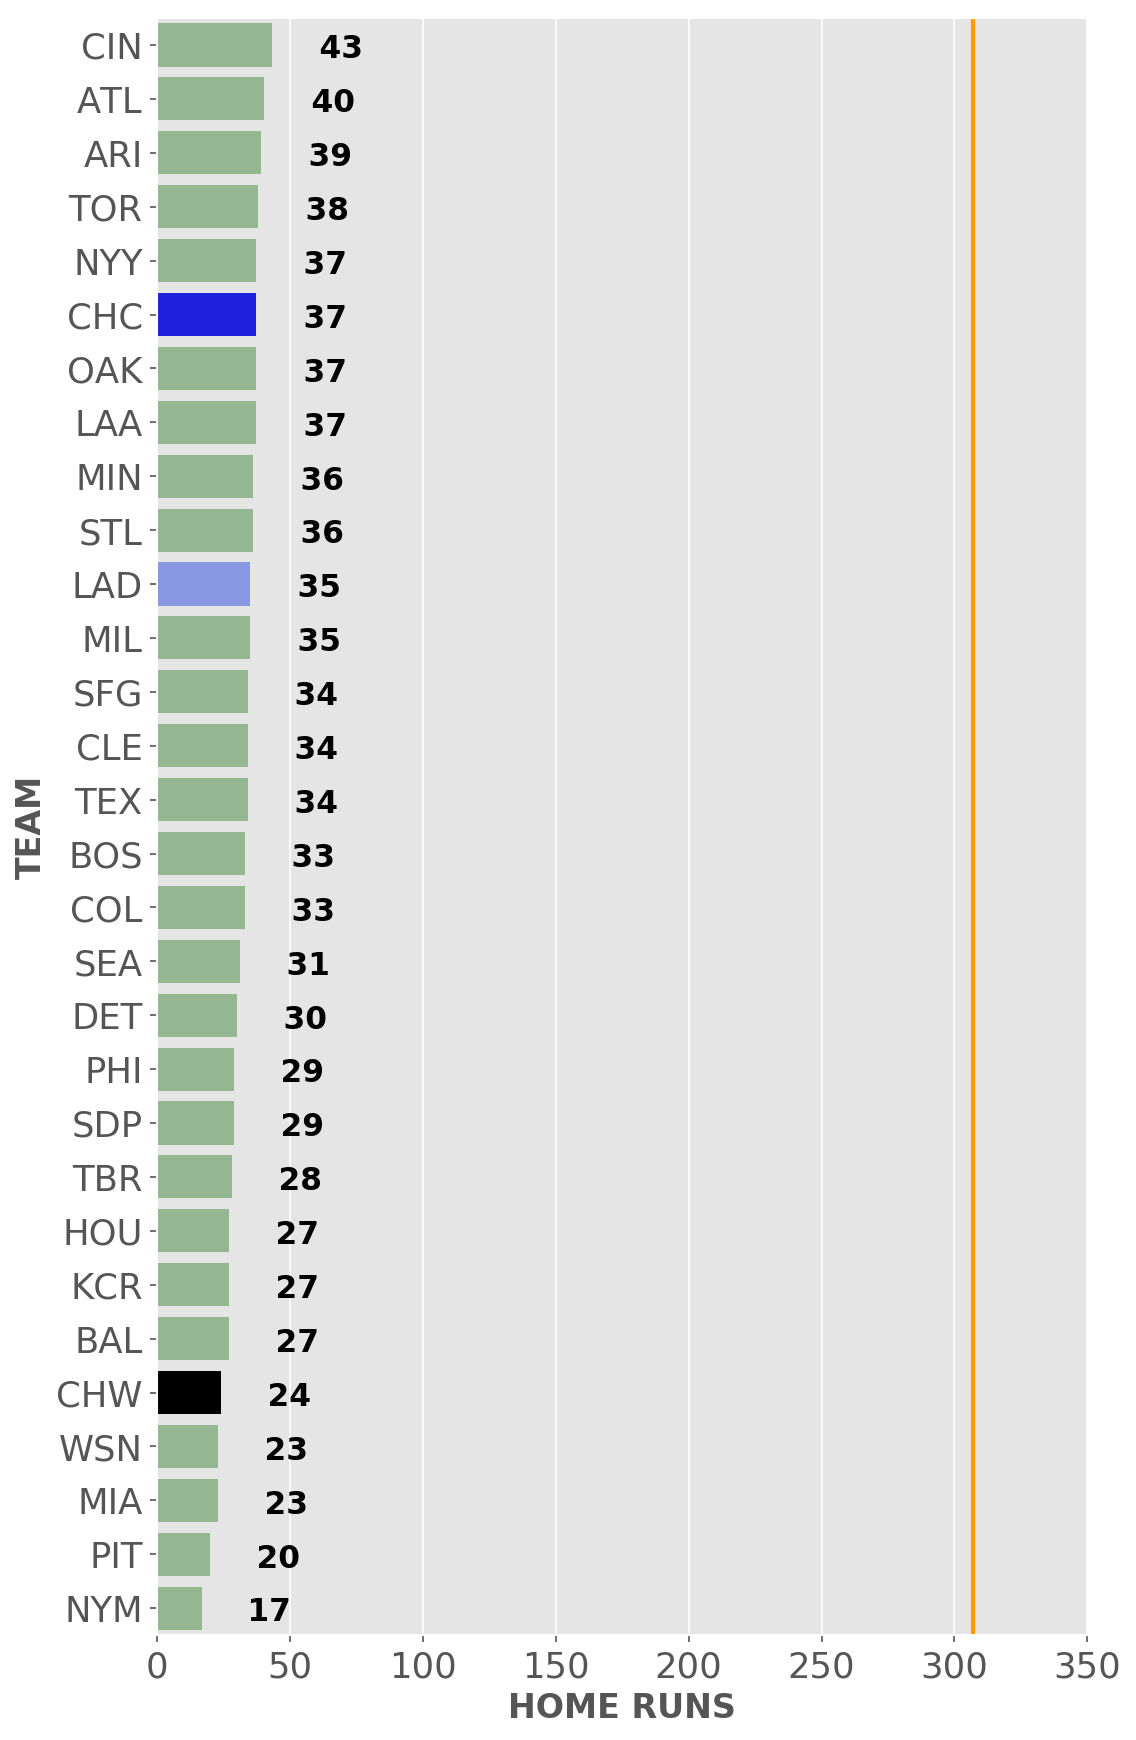 CIN 43
ATL 40
ARI 39
TOR 38
NYY 37
CHC 37
OAK 37
LAA 37
MIN 36
STL 36
LAD 35
MIL 35
SFG 34
CLE 34
TEX 34
BOS 33
COL 33
SEA 31
DET 30
PHI 29
SDP 29
TBR 28
HOU 27
KCR 27
BAL 27
CHW 24
WSN 23
MIA 23
PIT 20
NYM 17
TEAM
0 50 100 150 200 250 300 350
HOME RUNS